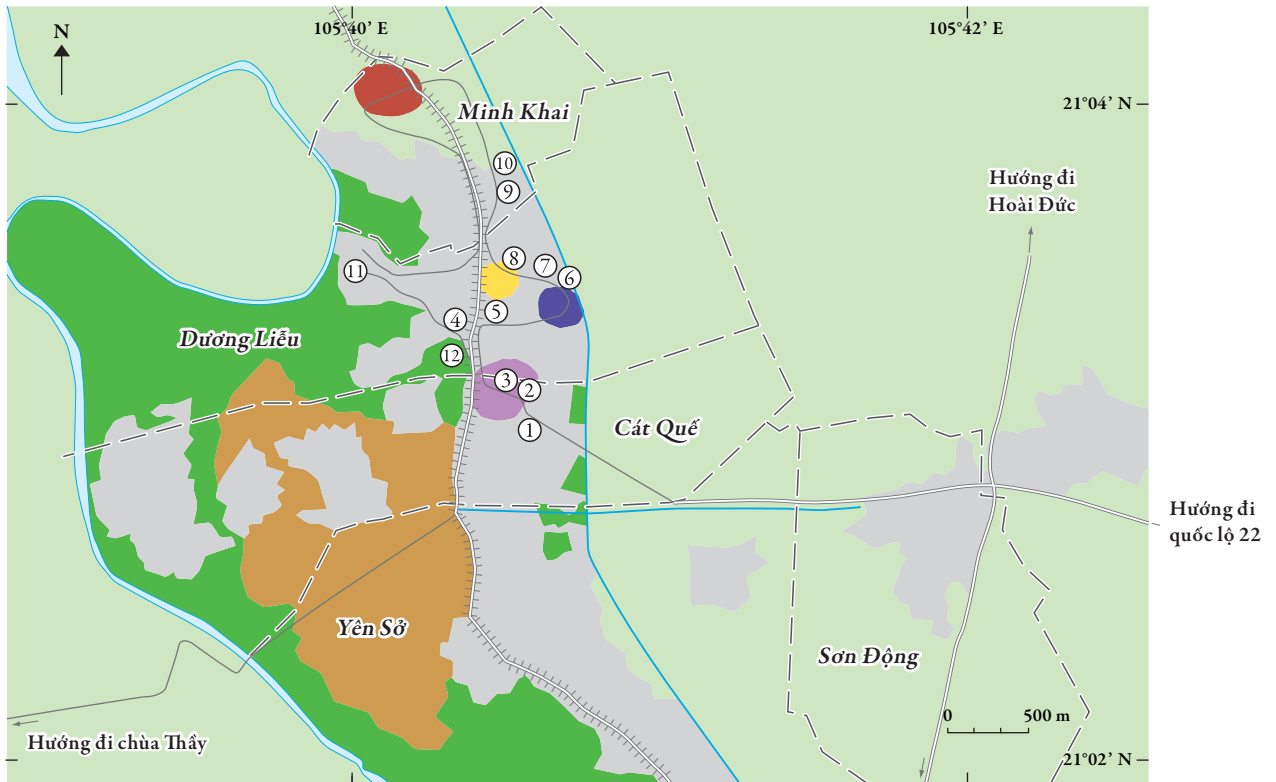 N
105°40’ E
105°42’ E
21°04’ N
Minh Khai
10
Hướng đi
Hoài Đức
9
8
7
6
11
5
4
Dương Liễu
12
3
2
Cát Quế
1
Hướng đi
quốc lộ 22
Yên Sở
Sơn Động
0
500 m
Hướng đi chùa Thầy
21°02’ N